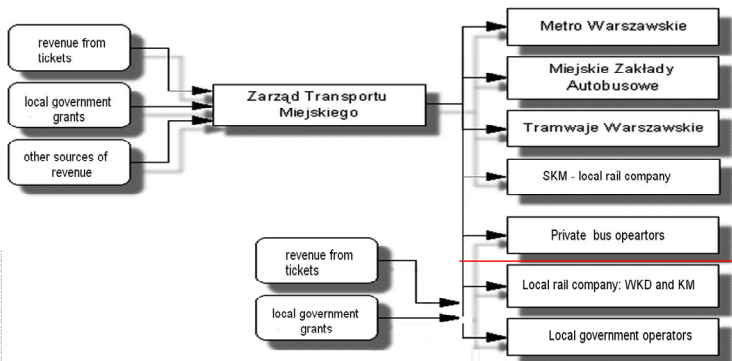 revenue from
tickets
local government
grants
other sources of
revenue
Zarząd Transportu
Miejskiego
Metro Warszawskie
Miejskie Zakłady
Autobusowe
Tramwaje Warszawskie
SKM - local rail company
Private bus opeartors
revenue from
tickets
local government
grants
Local rail company: WKD and KM
Local government operators